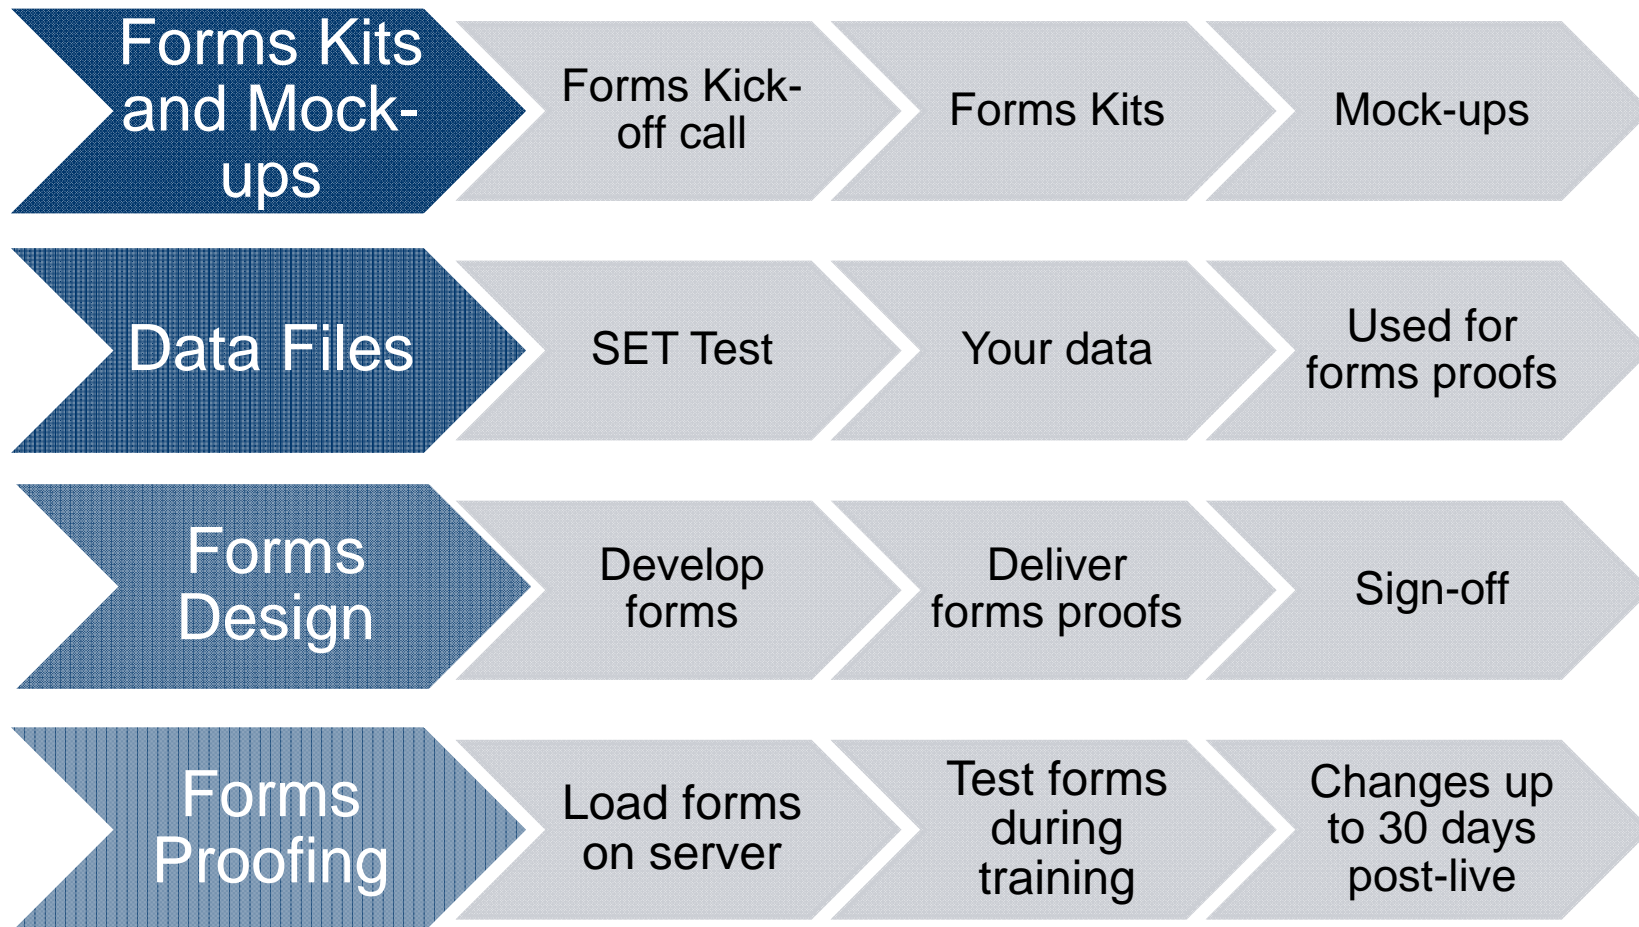 Forms Kits
and Mock-
ups
Forms Kick-
off call
Forms Kits
Mock-ups
Data Files
SET Test
Your data
Used for
forms proofs
Forms
Design
Develop
forms
Deliver
forms proofs
Sign-off
Forms
Proofing
Load forms
on server
Test forms
during
training
Changes up
to 30 days
post-live